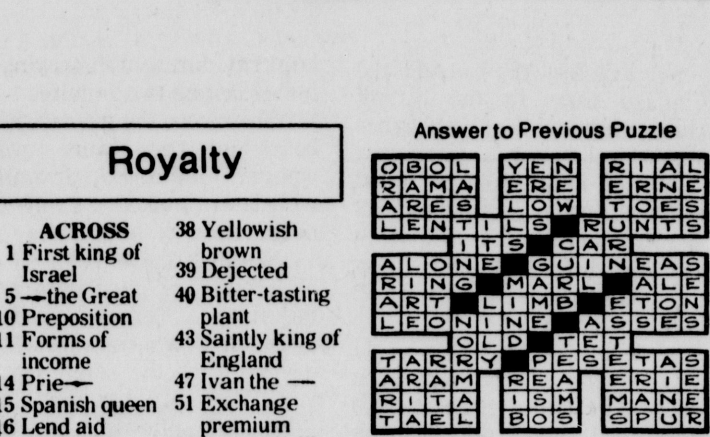 Royalty
ACROSS
1 First king of
Israel
5 — the Great
10 Preposition
11 Forms of
income
14 Prie—
15 Spanish queen
16 Lend aid
38 Yellowish
brown
39 Dejected
40 Bitter-tasting
plant
43 Saintly king of
England
47 Ivan the —
51 Exchange
premium
Answer to Previous Puzzle
OBOL YEN RIAL
RAMA ERE ERNE
ARES LOW TOES
LENTILS RUNTS
ITS CAR
ALONE GUINEAS
RING MARL ALE
ART LIMB ETON
LEONINE ASSES
OLD TET
TARRY PESETAS
ARAM REA ERIE
RITA ISM MANE
TAEL BOS SPUR